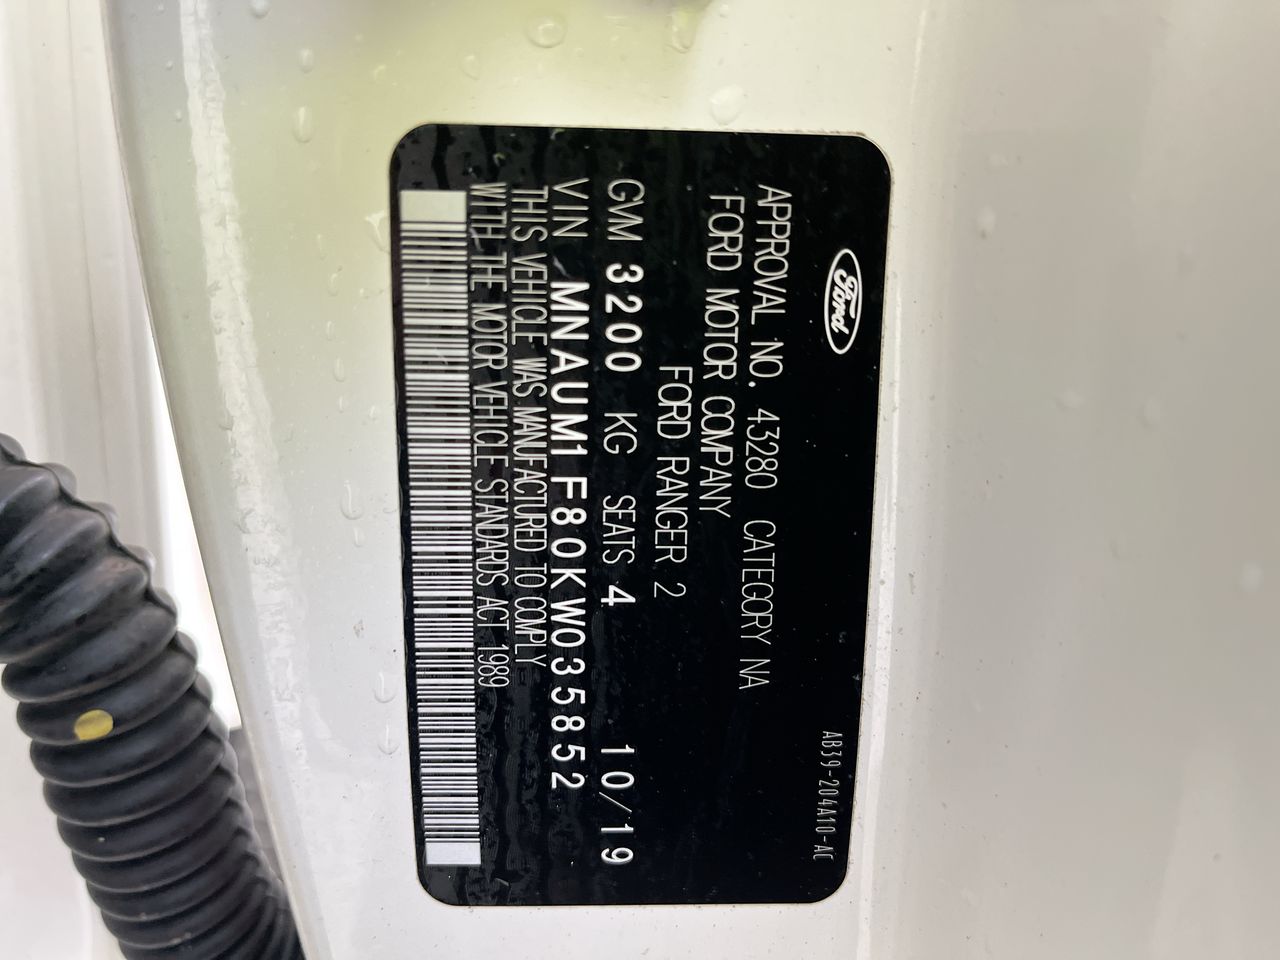 Ford
AB39-204A10-AC
APPROVAL NO. 43280 CATEGORY NA
FORD MOTOR COMPANY
FORD RANGER 2
GVM 3200 KG SEATS 4 10/19
VIN MNAUM1F80KW035852
THIS VEHICLE WAS MANUFACTURED TO COMPLY
WITH THE MOTOR VEHICLE STANDARDS ACT 1989